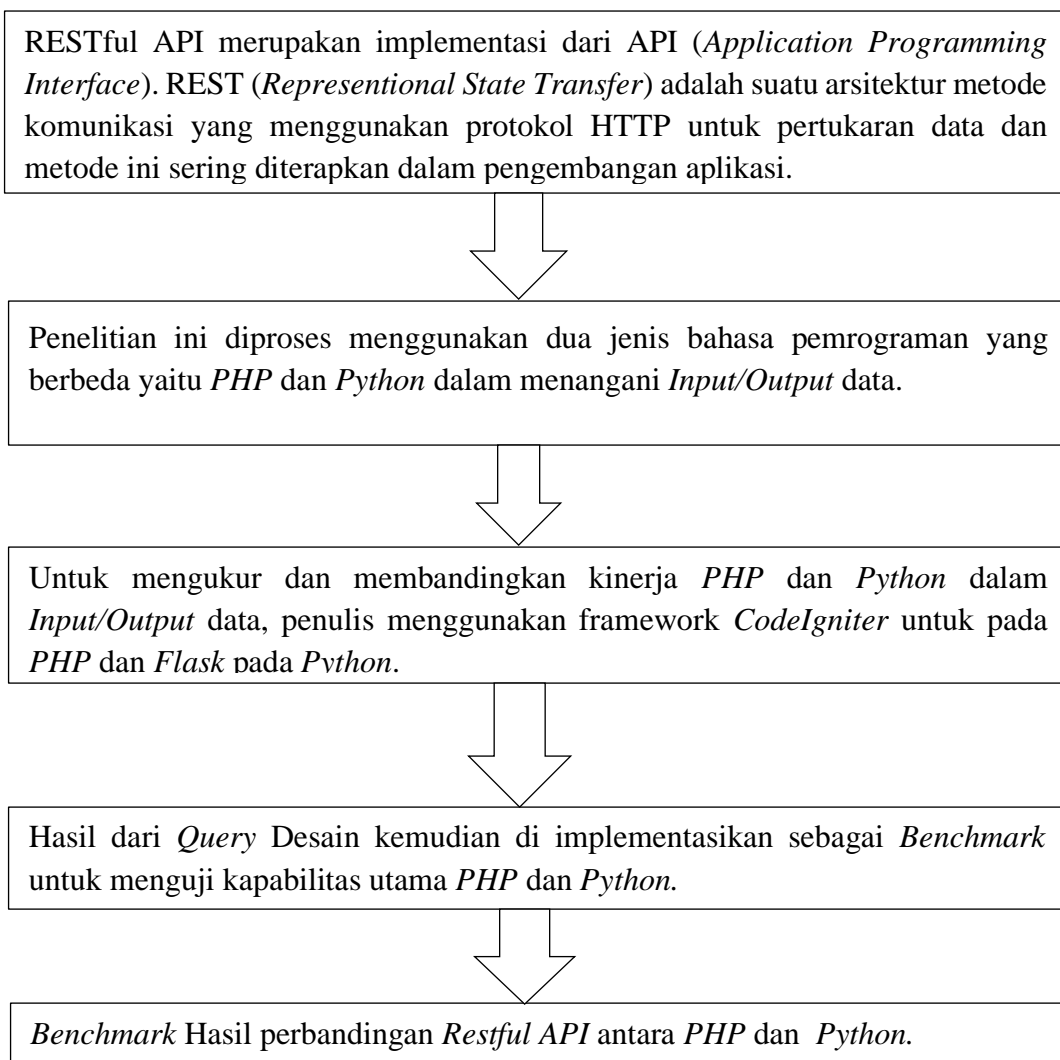 RESTful API merupakan implementasi dari API (Application Programming
Interface). REST (Representional State Transfer) adalah suatu arsitektur metode
komunikasi yang menggunakan protokol HTTP untuk pertukaran data dan
metode ini sering diterapkan dalam pengembangan aplikasi.
Penelitian ini diproses menggunakan dua jenis bahasa pemrograman yang
berbeda yaitu PHP dan Python dalam menangani Input/Output data.
Untuk mengukur dan membandingkan kinerja PHP dan Python dalam
Input/Output data, penulis menggunakan framework CodeIgniter untuk pada
PHP dan Flask pada Python.
Hasil dari Query Desain kemudian di implementasikan sebagai Benchmark
untuk menguji kapabilitas utama PHP dan Python.
Benchmark Hasil perbandingan Restful API antara PHP dan Python.